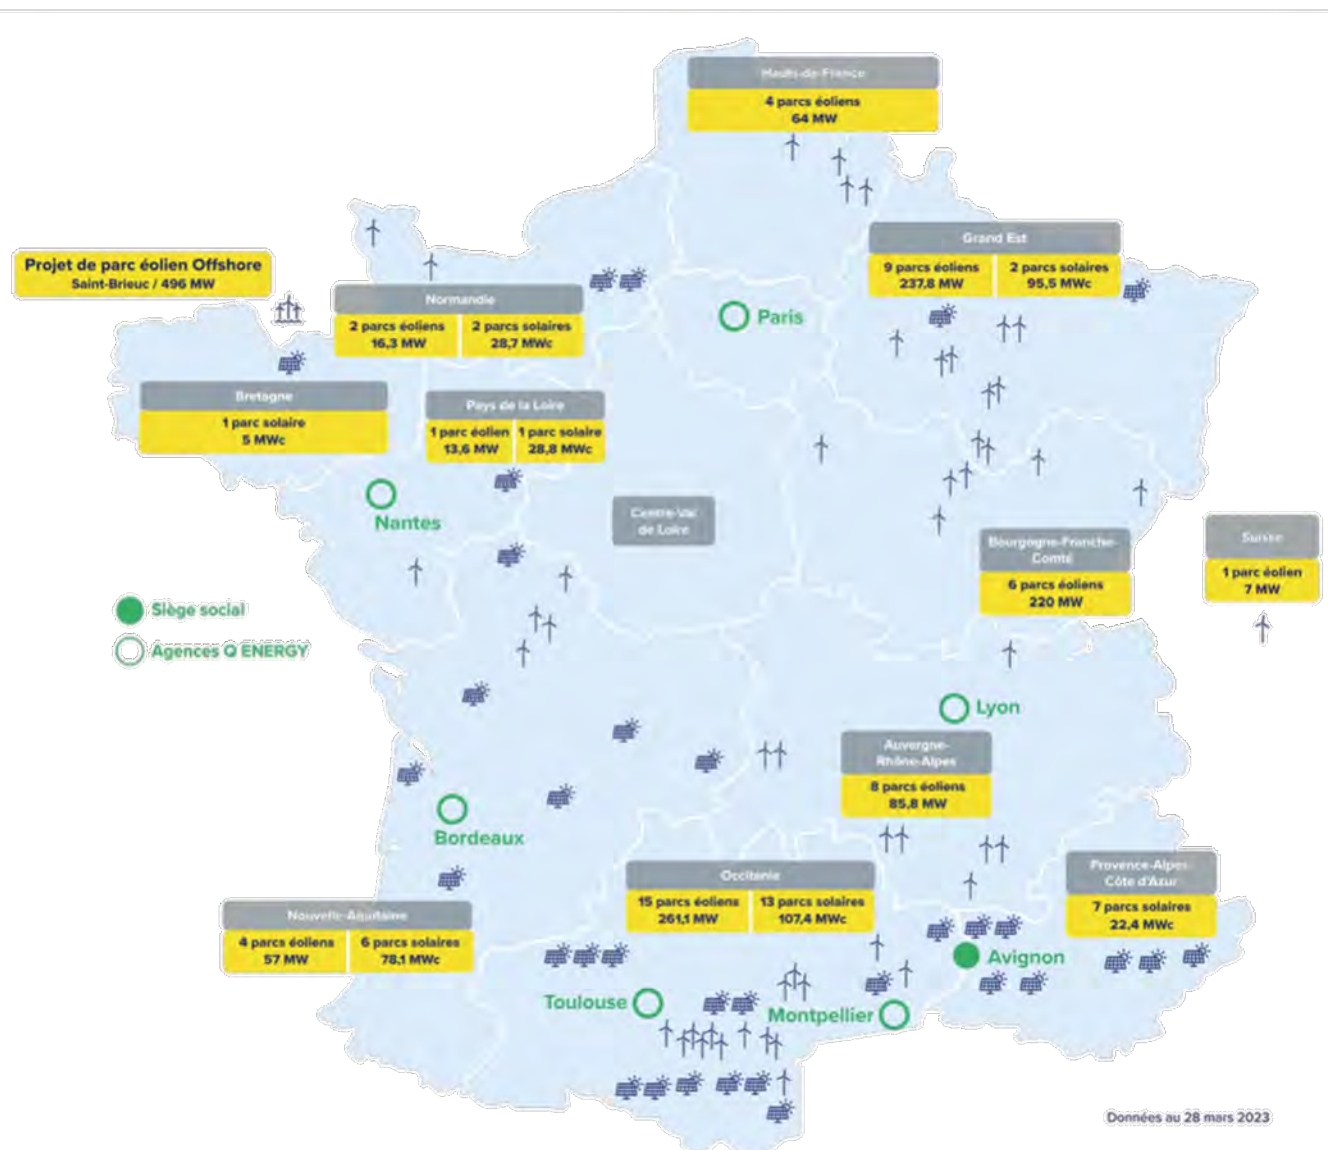 Hauts-de-France
4 parcs éoliens
64 MW
Grand Est
9 parcs éoliens
237,8 MW
2 parcs solaires
95,5 MWc
Projet de parc éolien Offshore
Saint-Brieuc / 496 MW
Normandie
2 parcs éoliens
16,3 MW
2 parcs solaires
28,7 MWc
Paris
Bretagne
1 parc solaire
5 MWc
Pays de la Loire
1 parc éolien
13,6 MW
1 parc solaire
28,8 MWc
Nantes
Centre-Val
de Loire
Bourgogne-Franche-
Comté
6 parcs éoliens
220 MW
Suisse
1 parc éolien
7 MW
Siège social
Agences Q ENERGY
Lyon
Auvergne-
Rhône-Alpes
8 parcs éoliens
85,8 MW
Bordeaux
Occitanie
15 parcs éoliens
261,1 MW
13 parcs solaires
107,4 MWc
Provence-Alpes-
Côte d'Azur
7 parcs solaires
22,4 MWc
Nouvelle-Aquitaine
4 parcs éoliens
57 MW
6 parcs solaires
78,1 MWc
Avignon
Toulouse
Montpellier
Données au 28 mars 2023